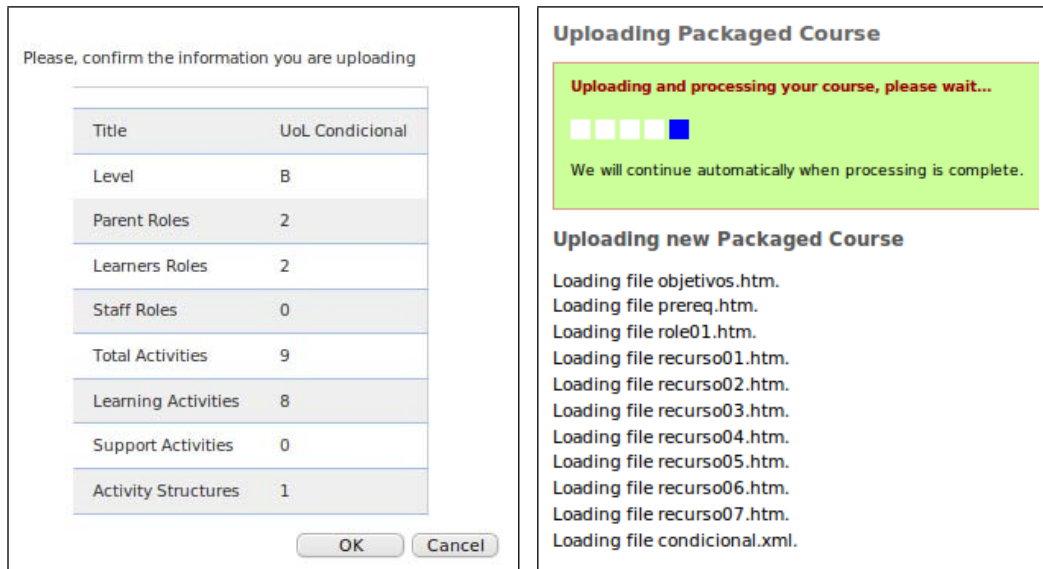 Please, confirm the information you are uploading
Title UoL Condicional
Level B
Parent Roles 2
Learners Roles 2
Staff Roles 0
Total Activities 9
Learning Activities 8
Support Activities 0
Activity Structures 1
OK Cancel
Uploading Packaged Course
Uploading and processing your course, please wait...
We will continue automatically when processing is complete.
Uploading new Packaged Course
Loading file objetivos.htm.
Loading file prereq.htm.
Loading file role01.htm.
Loading file recurso01.htm.
Loading file recurso02.htm.
Loading file recurso03.htm.
Loading file recurso04.htm.
Loading file recurso05.htm.
Loading file recurso06.htm.
Loading file recurso07.htm.
Loading file condicional.xml.